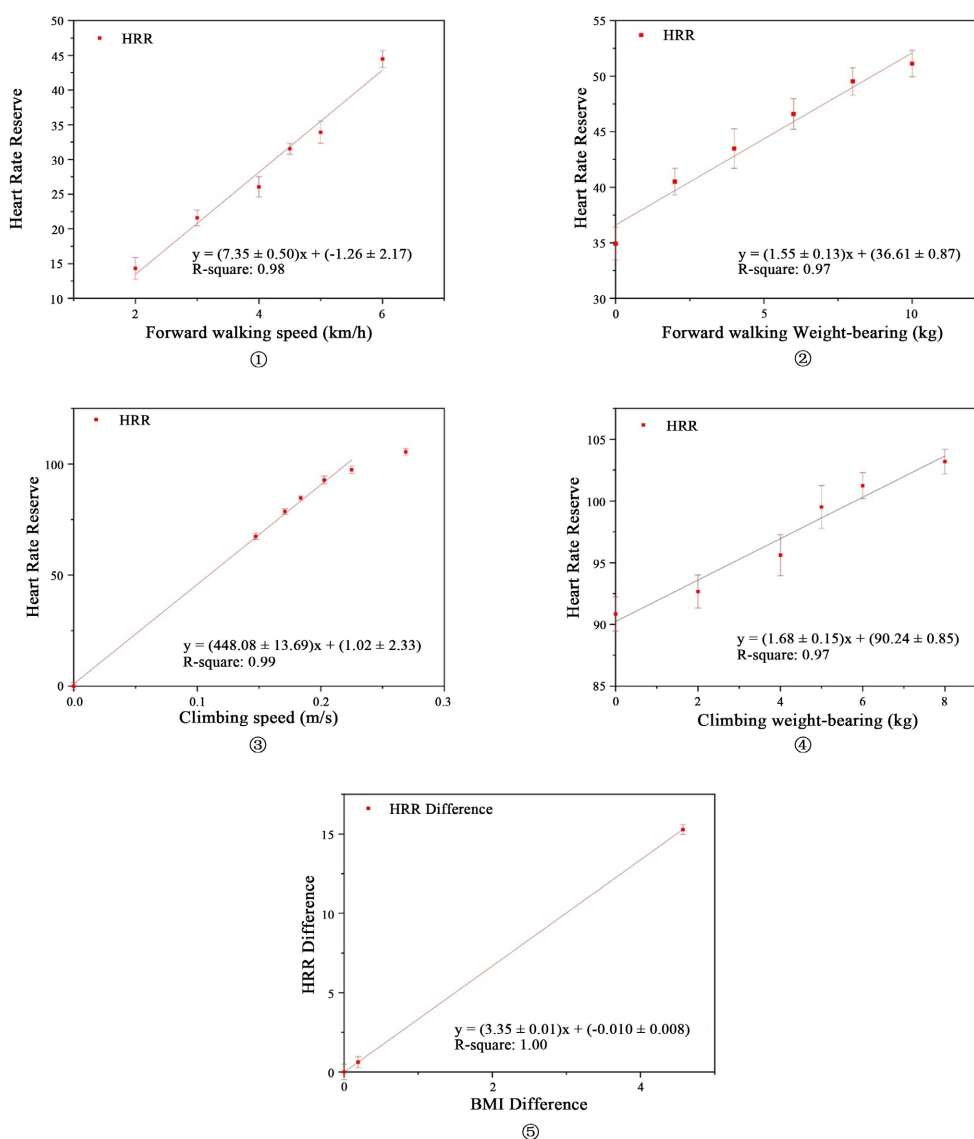 50
45
40
35
30
25
20
15
10
HRR
Heart Rate Reserve
y = (7.35 ± 0.50)x + (-1.26 ± 2.17)
R-square: 0.98
2 4 6
Forward walking speed (km/h)
①
50
45
40
35
30
HRR
Heart Rate Reserve
y = (1.55 ± 0.13)x + (36.61 ± 0.87)
R-square: 0.97
0 5 10
Forward walking Weight-bearing (kg)
②
100
50
0
HRR
Heart Rate Reserve
y = (448.08 ± 13.69)x + (1.02 ± 2.33)
R-square: 0.99
0.0 0.1 0.2 0.3
Climbing speed (m/s)
③
105
100
95
90
85
HRR
Heart Rate Reserve
y = (1.68 ± 0.15)x + (90.24 ± 0.85)
R-square: 0.97
0 2 4 6 8
Climbing weight-bearing (kg)
④
15
10
5
0
HRR Difference
HRR Difference
y = (3.35 ± 0.01)x + (-0.010 ± 0.008)
R-square: 1.00
0 2 4
BMI Difference
⑤